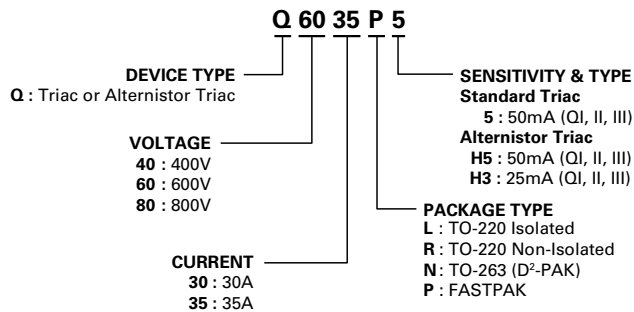 Q 60 35 P 5
DEVICE TYPE
Q : Triac or Alternistor Triac
VOLTAGE
40 : 400V
60 : 600V
80 : 800V
CURRENT
30 : 30A
35 : 35A
SENSITIVITY & TYPE
Standard Triac
5 : 50mA (QI, II, III)
Alternistor Triac
H5 : 50mA (QI, II, III)
H3 : 25mA (QI, II, III)
PACKAGE TYPE
L : TO-220 Isolated
R : TO-220 Non-Isolated
N : TO-263 (D²-PAK)
P : FASTPAK